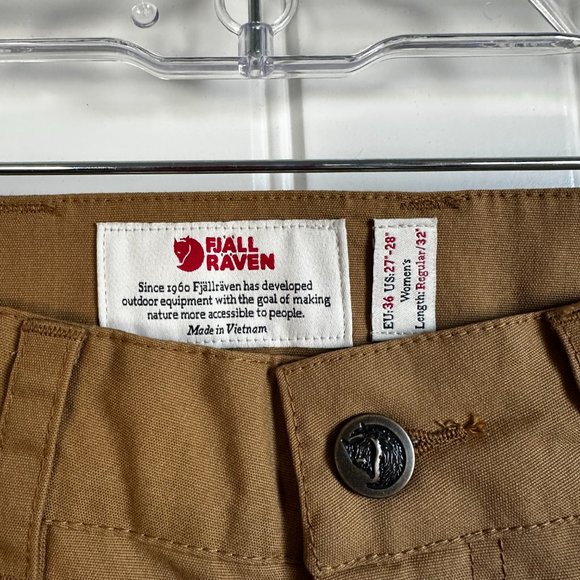 FJÄLL
RÄVEN
Since 1960 Fjällräven has developed
outdoor equipment with the goal of making
nature more accessible to people.
Made in Vietnam
EU: 36 US: 27"-28"
Women's
Length: Regular/32"